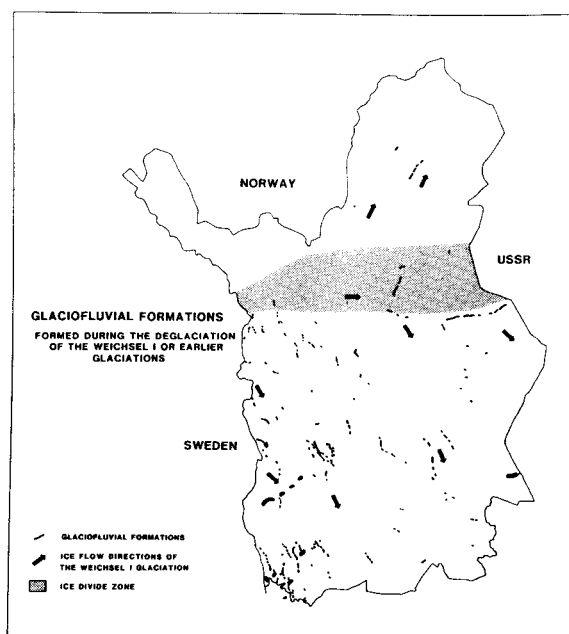 NORWAY
USSR
GLACIOFLUVIAL FORMATIONS
FORMED DURING THE DEGLACIATION
OF THE WEICHSEL I OR EARLIER
GLACIATIONS
SWEDEN
GLACIOFLUVIAL FORMATIONS
ICE FLOW DIRECTIONS OF
THE WEICHSEL I GLACIATION
ICE DIVIDE ZONE